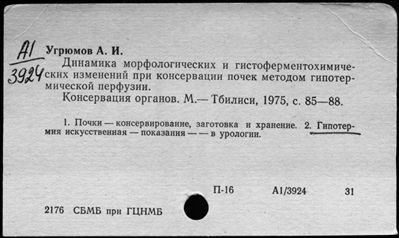 А1
3924
Угрюмов А. И.
Динамика морфологических и гистоферментохимиче-
ских изменений при консервации почек методом гипотер-
мической перфузии.
Консервация органов. М.— Тбилиси, 1975, с. 85—88.
1. Почки — консервирование, заготовка и хранение. 2. Гипотер-
мия искусственная — показания — — в урологии.
П-16 А1/3924 31
2176 СБМБ при ГЦНМБ